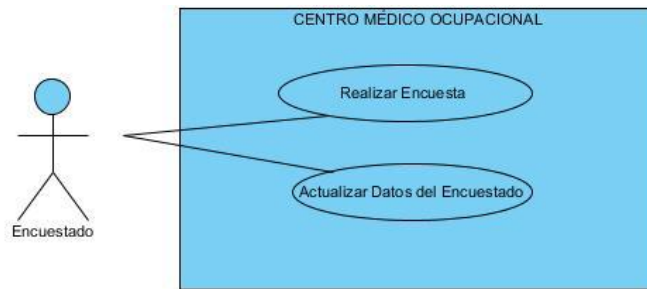 CENTRO MÉDICO OCUPACIONAL
Realizar Encuesta
Actualizar Datos del Encuestado
Encuestado